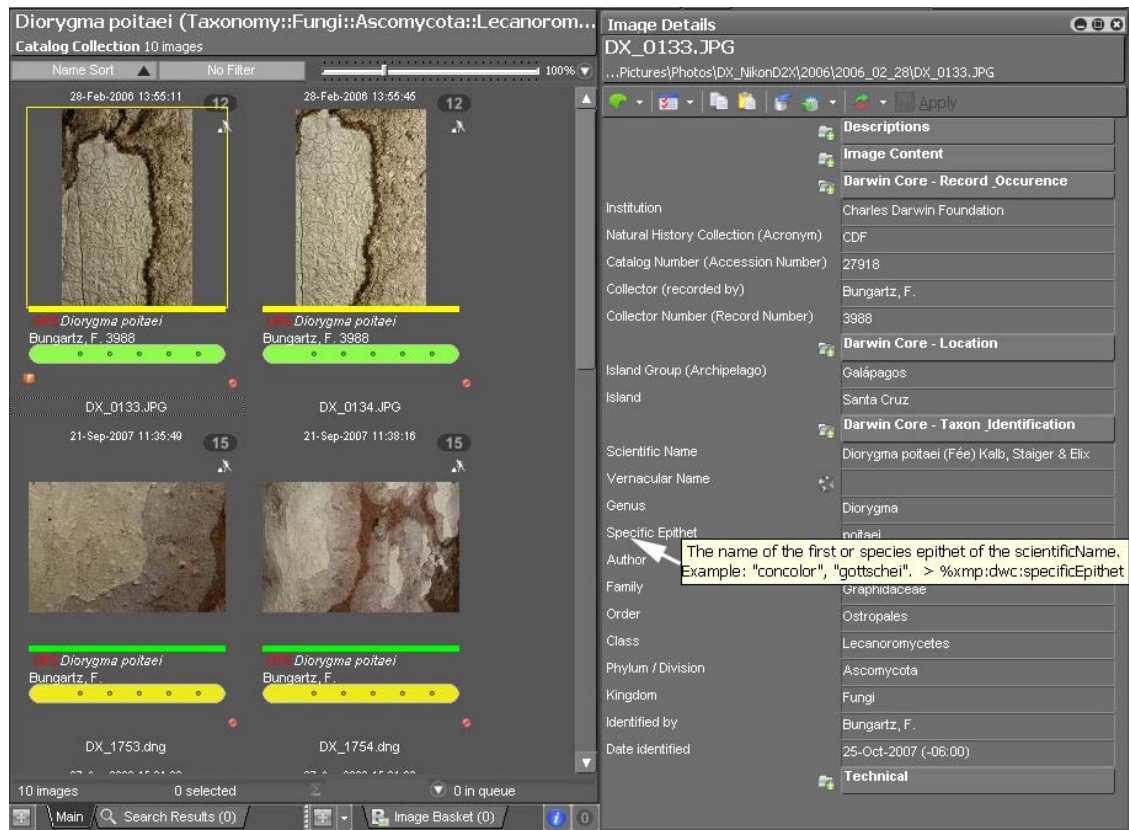 Diorygma poitaei (Taxonomy::Fungi::Ascomycota::Lecanorom...
Catalog Collection 10 images
Name Sort No Filter 100%
28-Feb-2006 13:55:11 12 28-Feb-2006 13:55:45 12
GPS Diorygma poitaei GPS Diorygma poitaei
Bungartz, F. 3988 Bungartz, F. 3988
DX_0133.JPG DX_0134.JPG
21-Sep-2007 11:35:49 15 21-Sep-2007 11:38:16 15
GPS Diorygma poitaei GPS Diorygma poitaei
Bungartz, F. Bungartz, F.
DX_1753.dng DX_1754.dng
10 images 0 selected Σ 0 in queue
Main Search Results (0) Image Basket (0) i 0
Image Details
DX_0133.JPG
...Pictures\Photos\DX_NikonD2X\2006\2006_02_28\DX_0133.JPG
Apply
Descriptions
Image Content
Darwin Core - Record_Occurence
Institution Charles Darwin Foundation
Natural History Collection (Acronym) CDF
Catalog Number (Accession Number) 27918
Collector (recorded by) Bungartz, F.
Collector Number (Record Number) 3988
Darwin Core - Location
Island Group (Archipelago) Galápagos
Island Santa Cruz
Darwin Core - Taxon_Identification
Scientific Name Diorygma poitaei (Fée) Kalb, Staiger & Elix
Vernacular Name
Genus Diorygma
Specific Epithet poitaei
The name of the first or species epithet of the scientificName.
Author Example: "concolor", "gottschei". > %xmp:dwc:specificEpithet
Family Graphidaceae
Order Ostropales
Class Lecanoromycetes
Phylum / Division Ascomycota
Kingdom Fungi
Identified by Bungartz, F.
Date identified 25-Oct-2007 (-06:00)
Technical